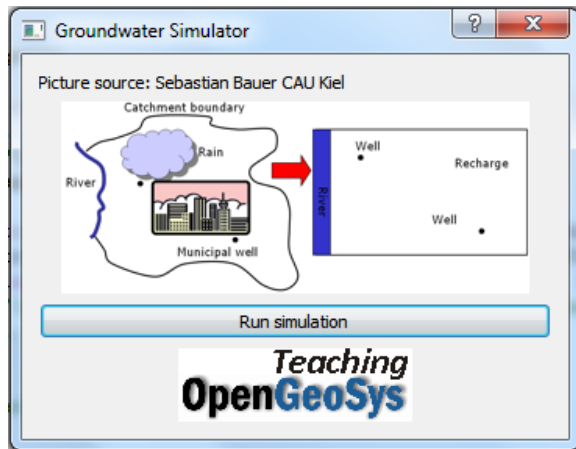 Groundwater Simulator
?
X
Picture source: Sebastian Bauer CAU Kiel
Catchment boundary
Rain
River
Municipal well
River
Well
Recharge
Well
Run simulation
Teaching
OpenGeoSys